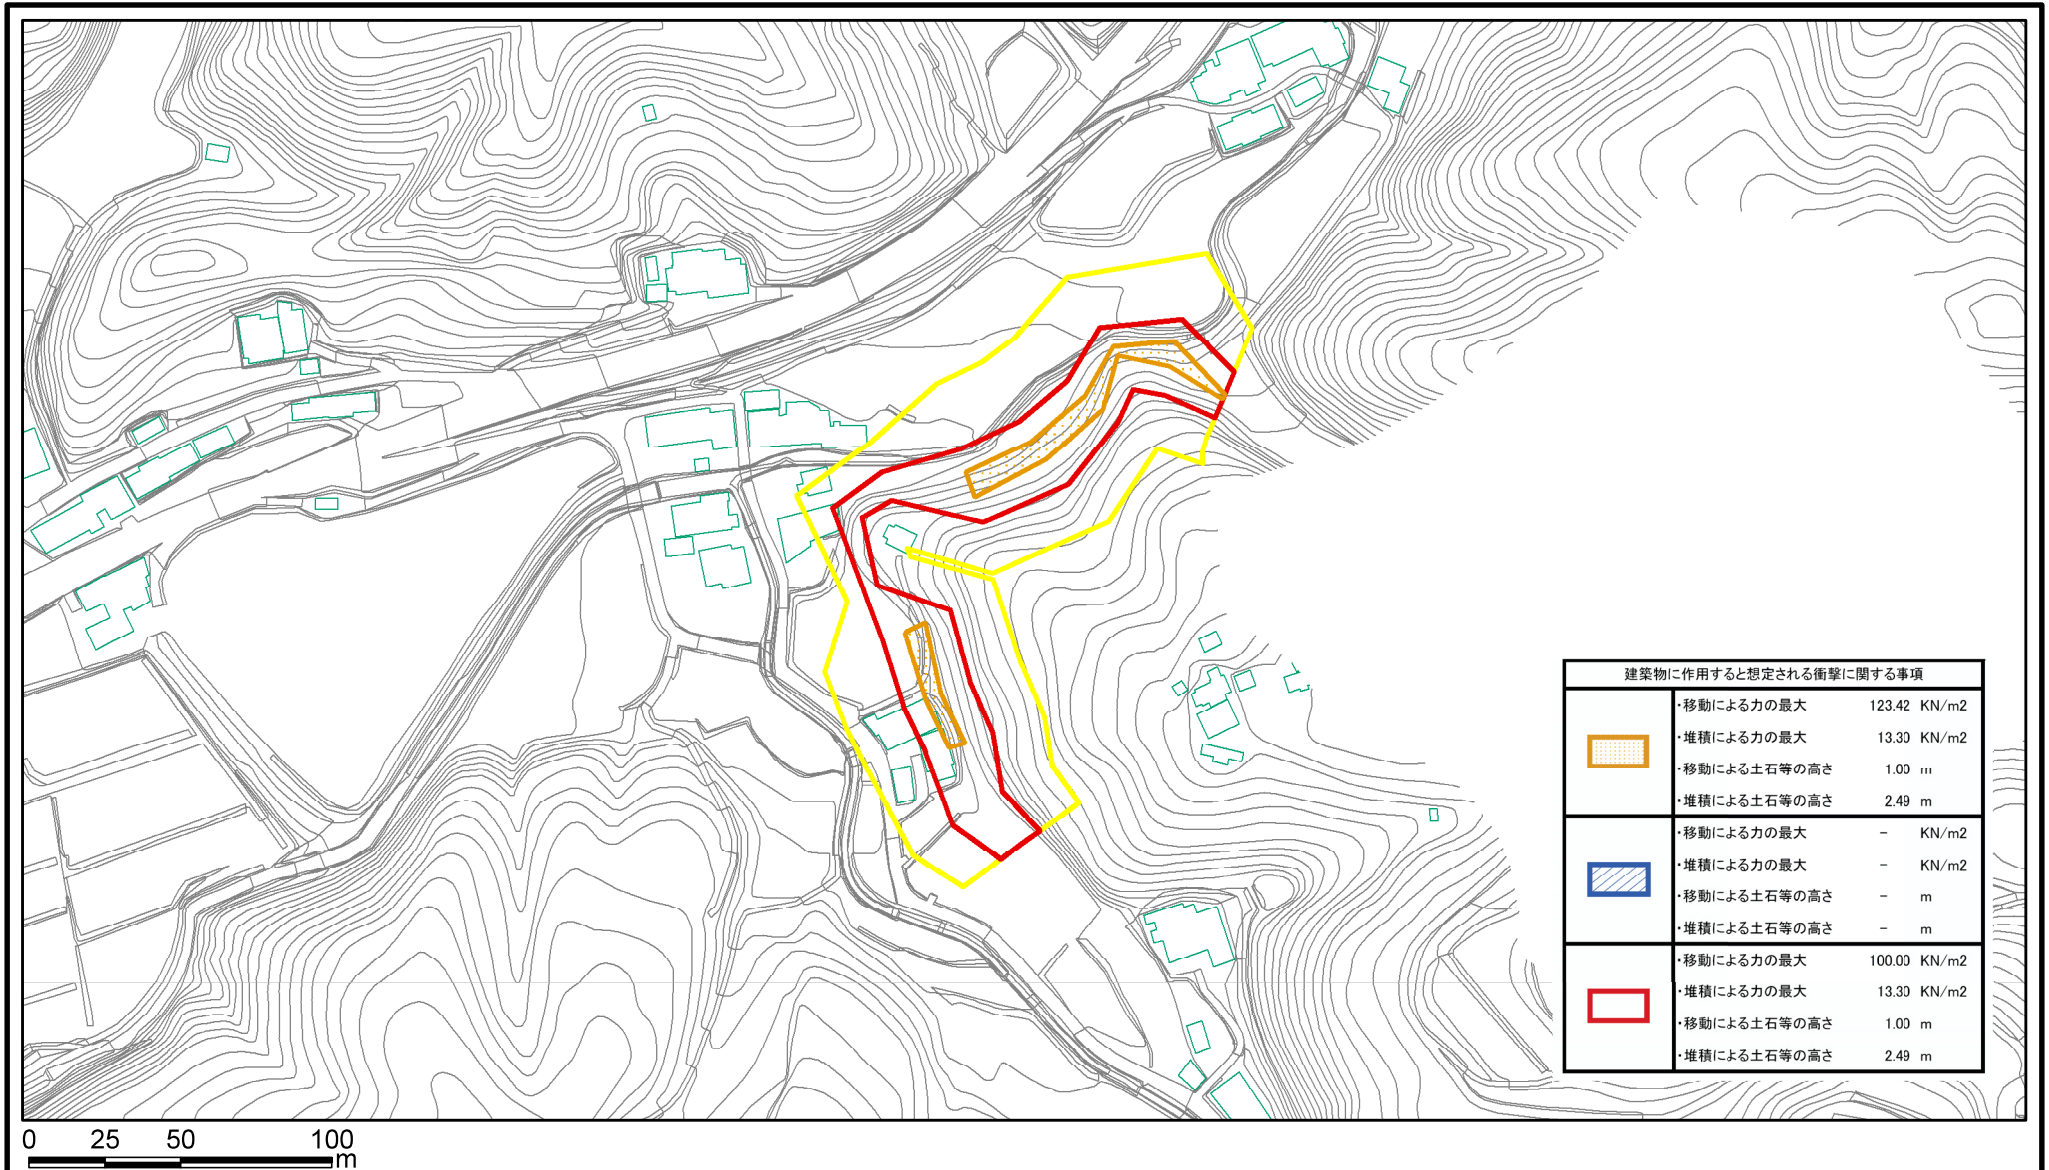 建築物に作用すると想定される衝撃に関する事項
・移動による力の最大 123.42 KN/m2
・堆積による力の最大 13.30 KN/m2
・移動による土石等の高さ 1.00 m
・堆積による土石等の高さ 2.49 m
・移動による力の最大 － KN/m2
・堆積による力の最大 － KN/m2
・移動による土石等の高さ － m
・堆積による土石等の高さ － m
・移動による力の最大 100.00 KN/m2
・堆積による力の最大 13.30 KN/m2
・移動による土石等の高さ 1.00 m
・堆積による土石等の高さ 2.49 m
0 25 50 100
m